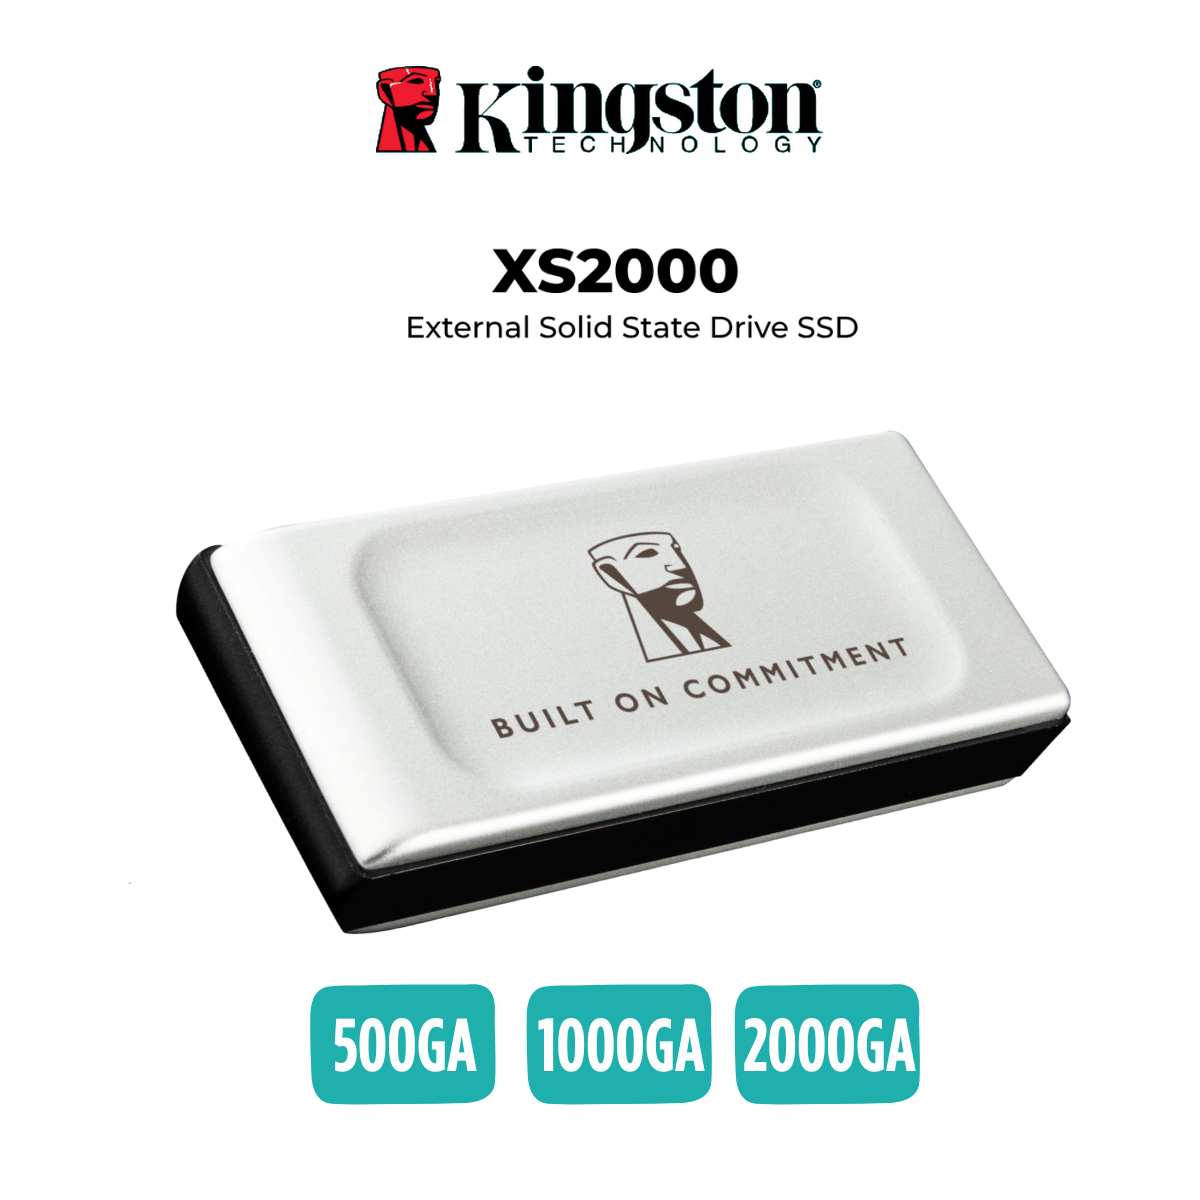 Kingston®
TECHNOLOGY
XS2000
External Solid State Drive SSD
BUILT ON COMMITMENT
500GA
1000GA
2000GA